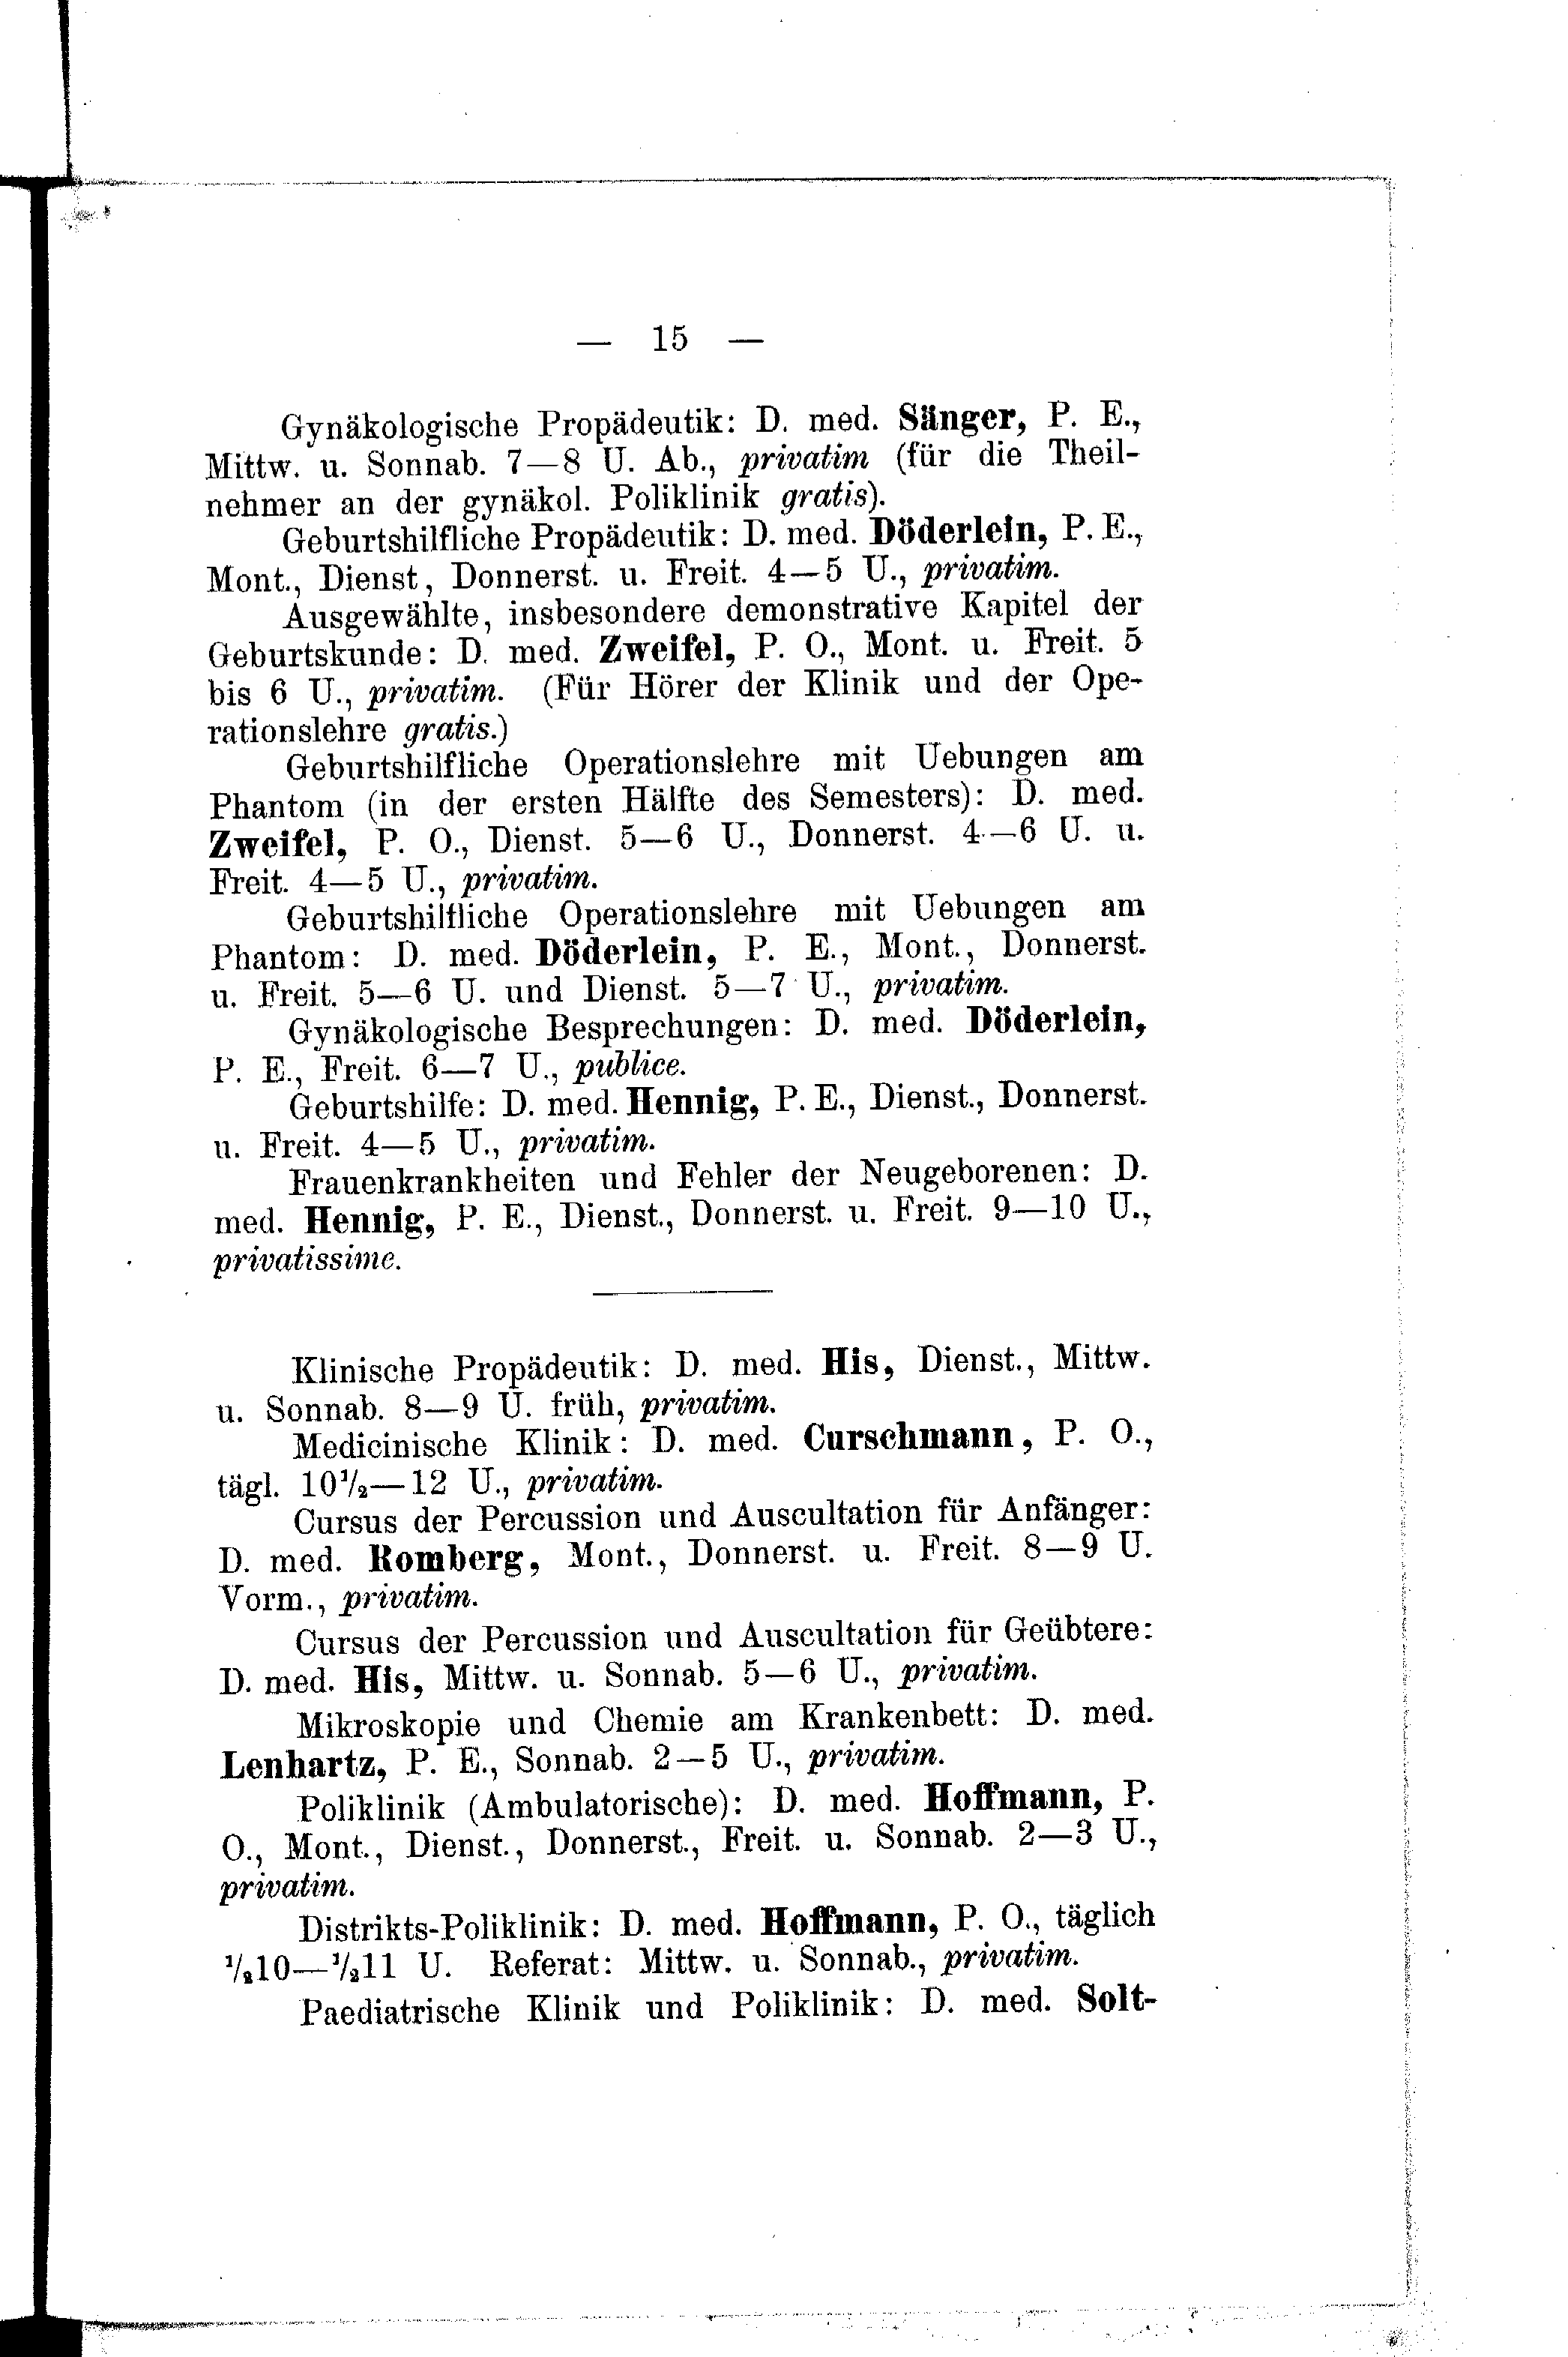 — 15 —
Gynäkologische Propädeutik: D. med. Sänger, P. E.,
Mittw. u. Sonnab. 7—8 U. Ab., privatim (für die Theil-
nehmer an der gynäkol. Poliklinik gratis).
Geburtshilfliche Propädeutik: D. med. Döderlein, P. E.,
Mont., Dienst, Donnerst. u. Freit. 4—5 U., privatim.
Ausgewählte, insbesondere demonstrative Kapitel der
Geburtskunde: D. med. Zweifel, P. O., Mont. u. Freit. 5
bis 6 U., privatim. (Für Hörer der Klinik und der Ope-
rationslehre gratis.)
Geburtshilfliche Operationslehre mit Uebungen am
Phantom (in der ersten Hälfte des Semesters): D. med.
Zweifel, P. O., Dienst. 5—6 U., Donnerst. 4—6 U. u.
Freit. 4—5 U., privatim.
Geburtshilfliche Operationslehre mit Uebungen am
Phantom: D. med. Döderlein, P. E., Mont., Donnerst.
u. Freit. 5—6 U. und Dienst. 5—7 U., privatim.
Gynäkologische Besprechungen: D. med. Döderlein,
P. E., Freit. 6—7 U., publice.
Geburtshilfe: D. med. Hennig, P. E., Dienst., Donnerst.
u. Freit. 4—5 U., privatim.
Frauenkrankheiten und Fehler der Neugeborenen: D.
med. Hennig, P. E., Dienst., Donnerst. u. Freit. 9—10 U.,
privatissime.
Klinische Propädeutik: D. med. His, Dienst., Mittw.
u. Sonnab. 8—9 U. früh, privatim.
Medicinische Klinik: D. med. Curschmann, P. O.,
tägl. 10½—12 U., privatim.
Cursus der Percussion und Auscultation für Anfänger:
D. med. Romberg, Mont., Donnerst. u. Freit. 8—9 U.
Vorm., privatim.
Cursus der Percussion und Auscultation für Geübtere:
D. med. His, Mittw. u. Sonnab. 5—6 U., privatim.
Mikroskopie und Chemie am Krankenbett: D. med.
Lenhartz, P. E., Sonnab. 2—5 U., privatim.
Poliklinik (Ambulatorische): D. med. Hoffmann, P.
O., Mont., Dienst., Donnerst., Freit. u. Sonnab. 2—3 U.,
privatim.
Distrikts-Poliklinik: D. med. Hoffmann, P. O., täglich
½10—½11 U. Referat: Mittw. u. Sonnab., privatim.
Paediatrische Klinik und Poliklinik: D. med. Solt-